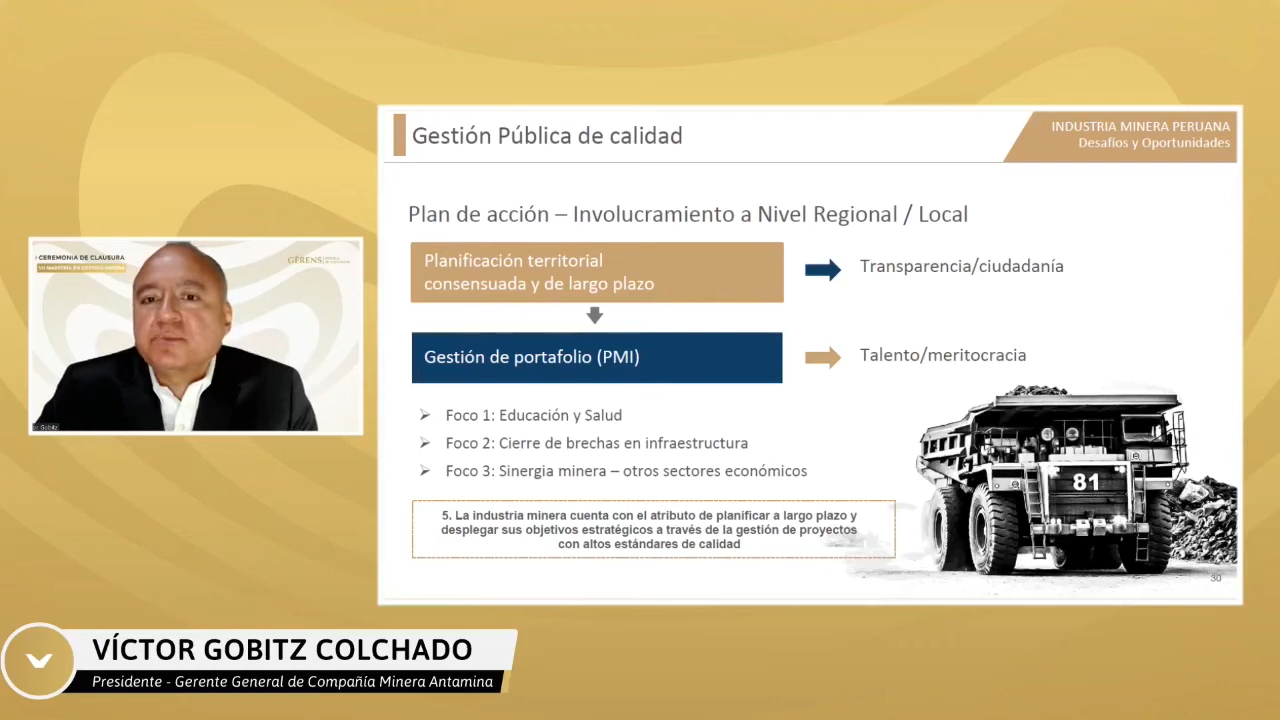 Gestión Pública de calidad
INDUSTRIA MINERA PERUANA
Desafíos y Oportunidades
Plan de acción – Involucramiento a Nivel Regional / Local
Planificación territorial
consensuada y de largo plazo
Transparencia/ciudadanía
Gestión de portafolio (PMI)
Talento/meritocracia
Foco 1: Educación y Salud
Foco 2: Cierre de brechas en infraestructura
Foco 3: Sinergia minera – otros sectores económicos
81
5. La industria minera cuenta con el atributo de planificar a largo plazo y
desplegar sus objetivos estratégicos a través de la gestión de proyectos
con altos estándares de calidad
30
CEREMONIA DE CLAUSURA
GĒRENS
Gobitz
VÍCTOR GOBITZ COLCHADO
Presidente - Gerente General de Compañía Minera Antamina